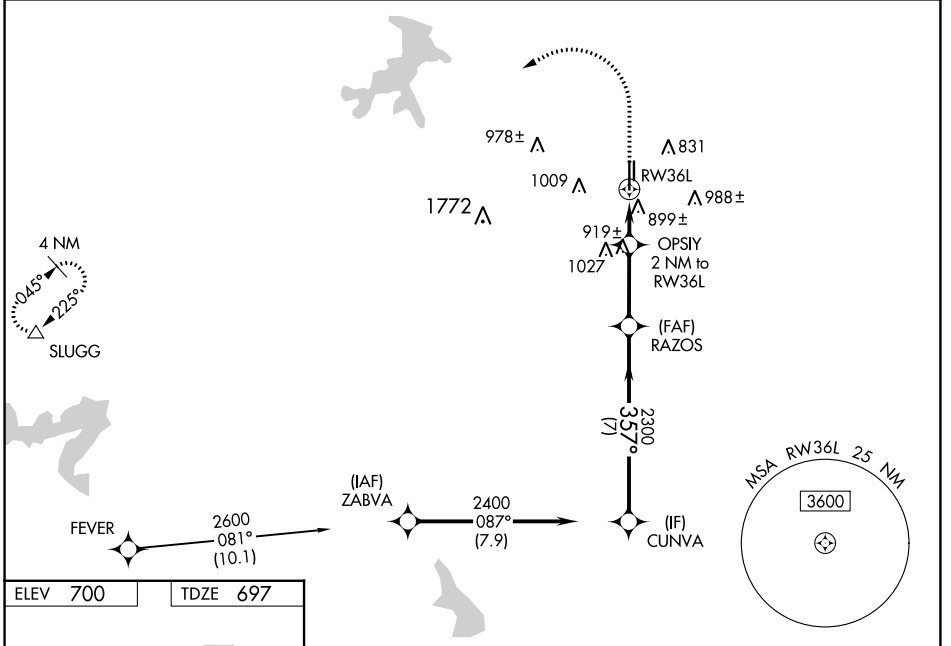 978±
831
1009
RW36L
988±
1772
899±
919±
OPSIY
2 NM to
RW36L
1027
4 NM
045°
225°
SLUGG
(FAF)
RAZOS
2300
357°
(7)
MSA RW36L 25 NM
3600
(IAF)
ZABVA
2400
087°
(7.9)
(IF)
CUNVA
FEVER
2600
081°
(10.1)
ELEV 700
TDZE 697